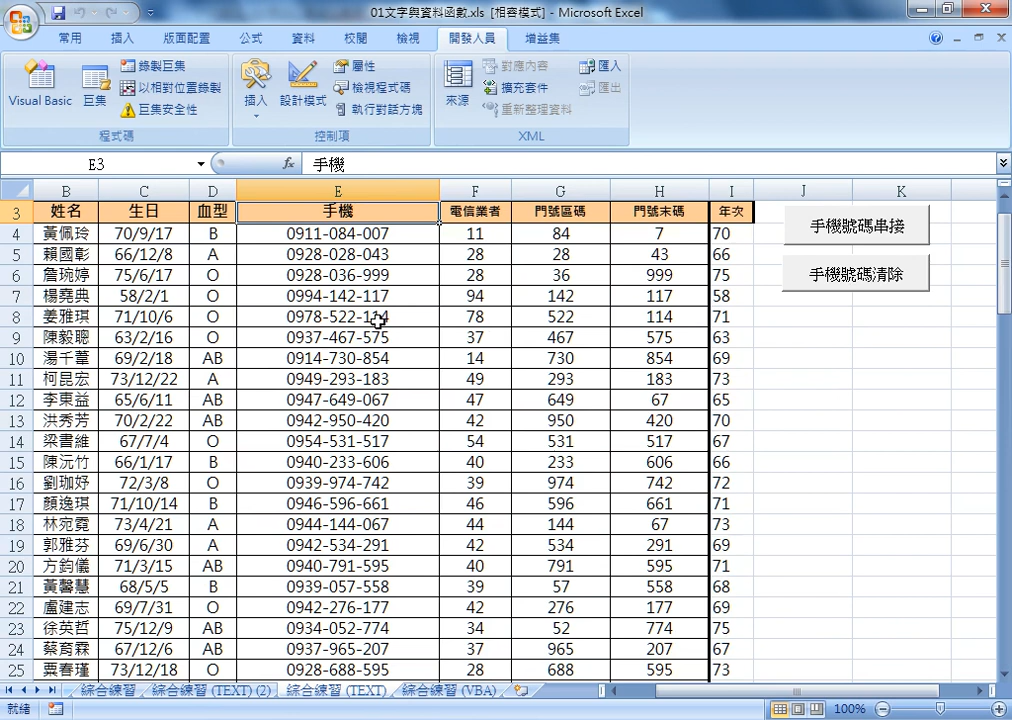 01文字與資料函數.xls [相容模式] - Microsoft Excel
常用 插入 版面配置 公式 資料 校閱 檢視 開發人員 增益集
Visual Basic 巨集 錄製巨集 以相對位置錄製 巨集安全性
插入 設計模式 屬性 檢視程式碼 執行對話方塊
來源 對應內容 擴充套件 重新整理資料 匯入 匯出
程式碼 控制項 XML
E3 fx 手機
B C D E F G H I J K
3 姓名 生日 血型 手機 電信業者 門號區碼 門號末碼 年次
手機號碼串接
手機號碼清除
4 黃佩玲 70/9/17 B 0911-084-007 11 84 7 70
5 賴國彰 66/12/8 A 0928-028-043 28 28 43 66
6 詹琬婷 75/6/17 O 0928-036-999 28 36 999 75
7 楊堯典 58/2/1 O 0994-142-117 94 142 117 58
8 姜雅琪 71/10/6 O 0978-522-114 78 522 114 71
9 陳毅聰 63/2/16 O 0937-467-575 37 467 575 63
10 湯千葦 69/2/18 AB 0914-730-854 14 730 854 69
11 柯昆宏 73/12/22 A 0949-293-183 49 293 183 73
12 李東益 65/6/11 AB 0947-649-067 47 649 67 65
13 洪秀芳 70/2/22 AB 0942-950-420 42 950 420 70
14 梁書維 67/7/4 O 0954-531-517 54 531 517 67
15 陳沅竹 66/1/17 B 0940-233-606 40 233 606 66
16 劉珈妤 72/3/8 O 0939-974-742 39 974 742 72
17 顏逸琪 71/10/14 B 0946-596-661 46 596 661 71
18 林宛霓 73/4/21 A 0944-144-067 44 144 67 73
19 郭雅芬 69/6/30 A 0942-534-291 42 534 291 69
20 方鈞儀 71/3/15 AB 0940-791-595 40 791 595 71
21 黃馨慧 68/5/5 B 0939-057-558 39 57 558 68
22 盧建志 69/7/31 O 0942-276-177 42 276 177 69
23 徐英哲 75/12/9 AB 0934-052-774 34 52 774 75
24 蔡育霖 67/12/6 AB 0937-965-207 37 965 207 67
25 粟春瑾 73/12/18 O 0928-688-595 28 688 595 73
綜合練習 綜合練習 (TEXT) (2) 綜合練習 (TEXT) 綜合練習 (VBA)
就緒 100%